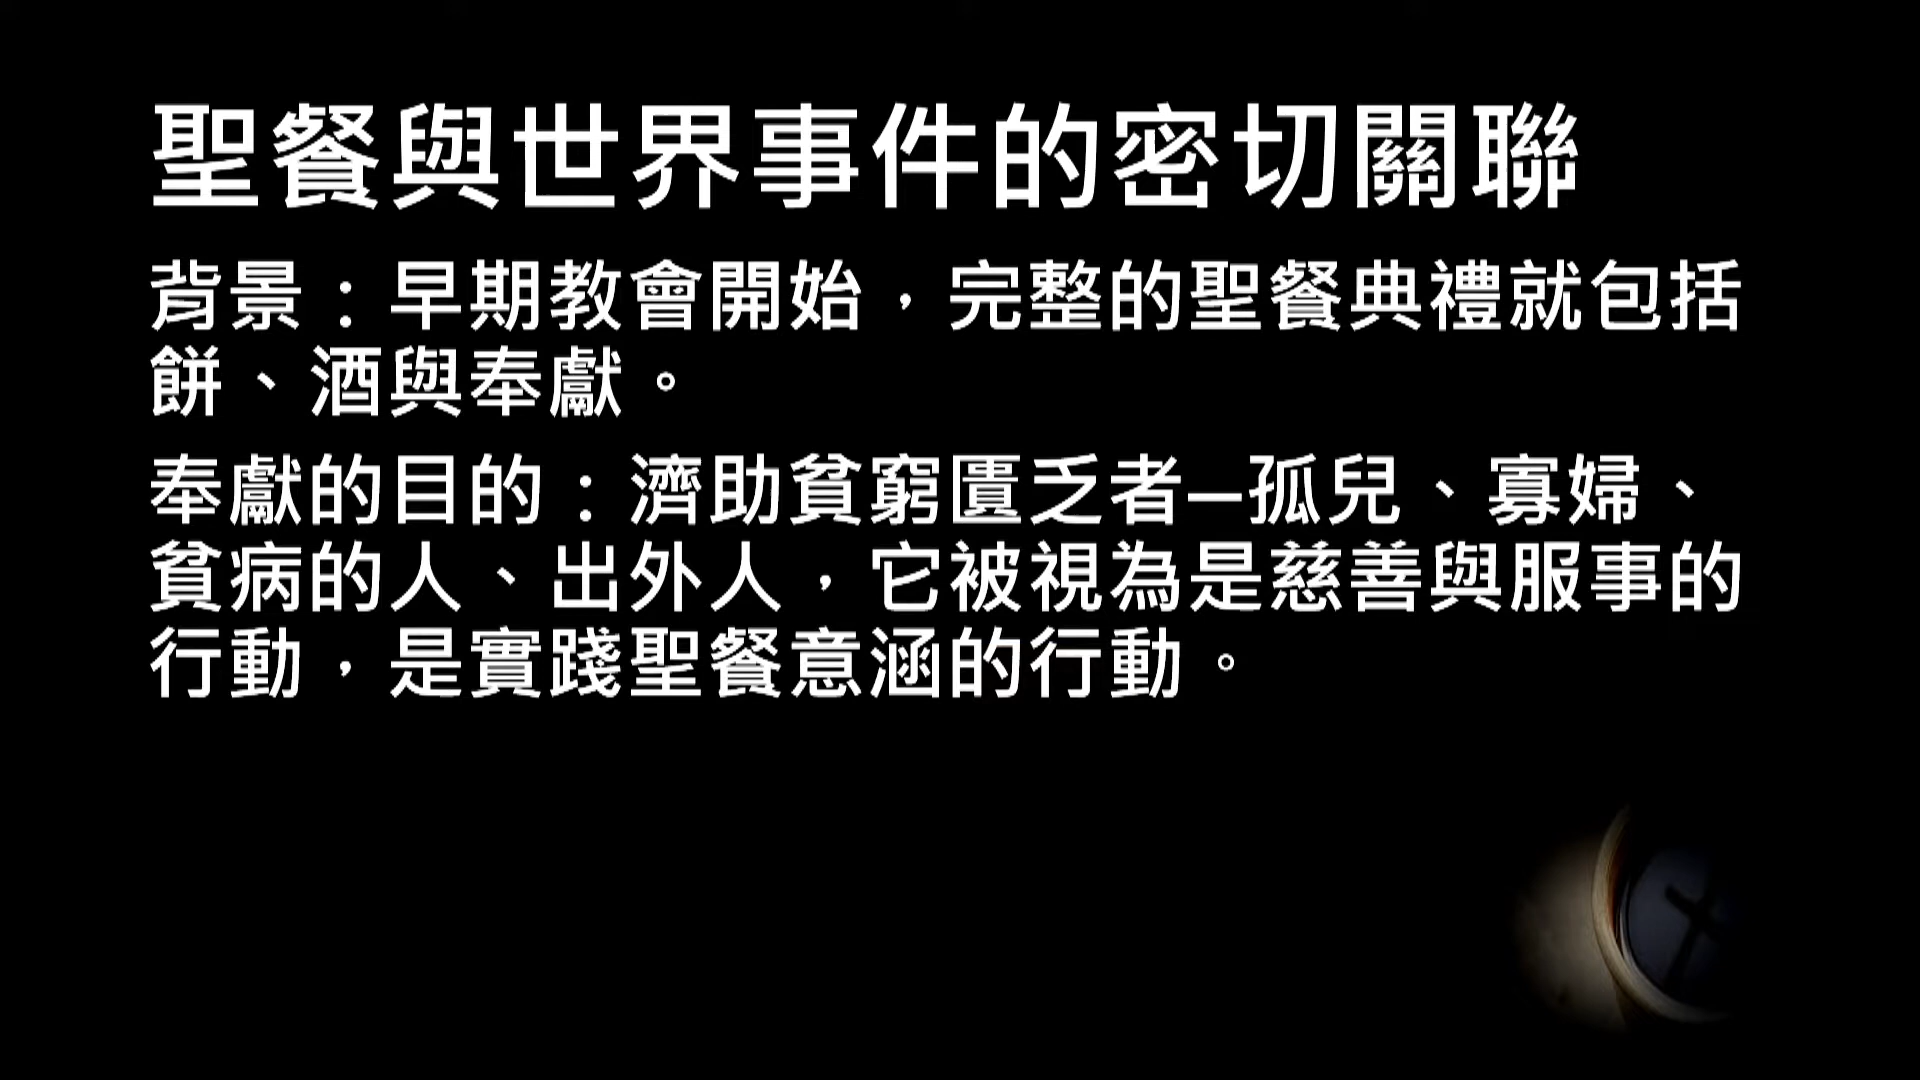 聖餐與世界事件的密切關聯
背景：早期教會開始，完整的聖餐典禮就包括
餅、酒與奉獻。
奉獻的目的：濟助貧窮匱乏者—孤兒、寡婦、
貧病的人、出外人，它被視為是慈善與服事的
行動，是實踐聖餐意涵的行動。